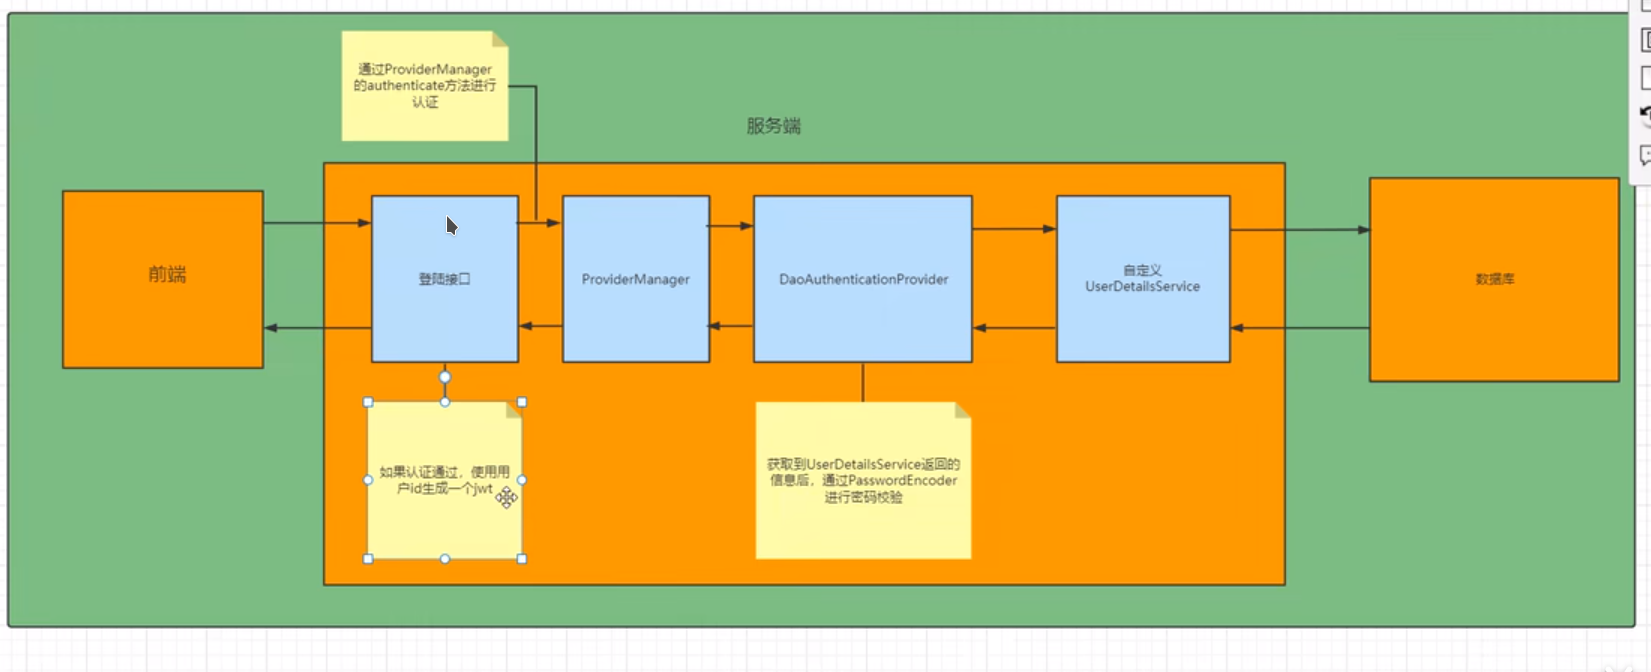 通过ProviderManager
的authenticate方法进行
认证
服务端
前端
登陆接口
ProviderManager
DaoAuthenticationProvider
自定义
UserDetailsService
数据库
如果认证通过，使用用
户id生成一个jwt
获取到UserDetailsService返回的
信息后，通过PasswordEncoder
进行密码校验